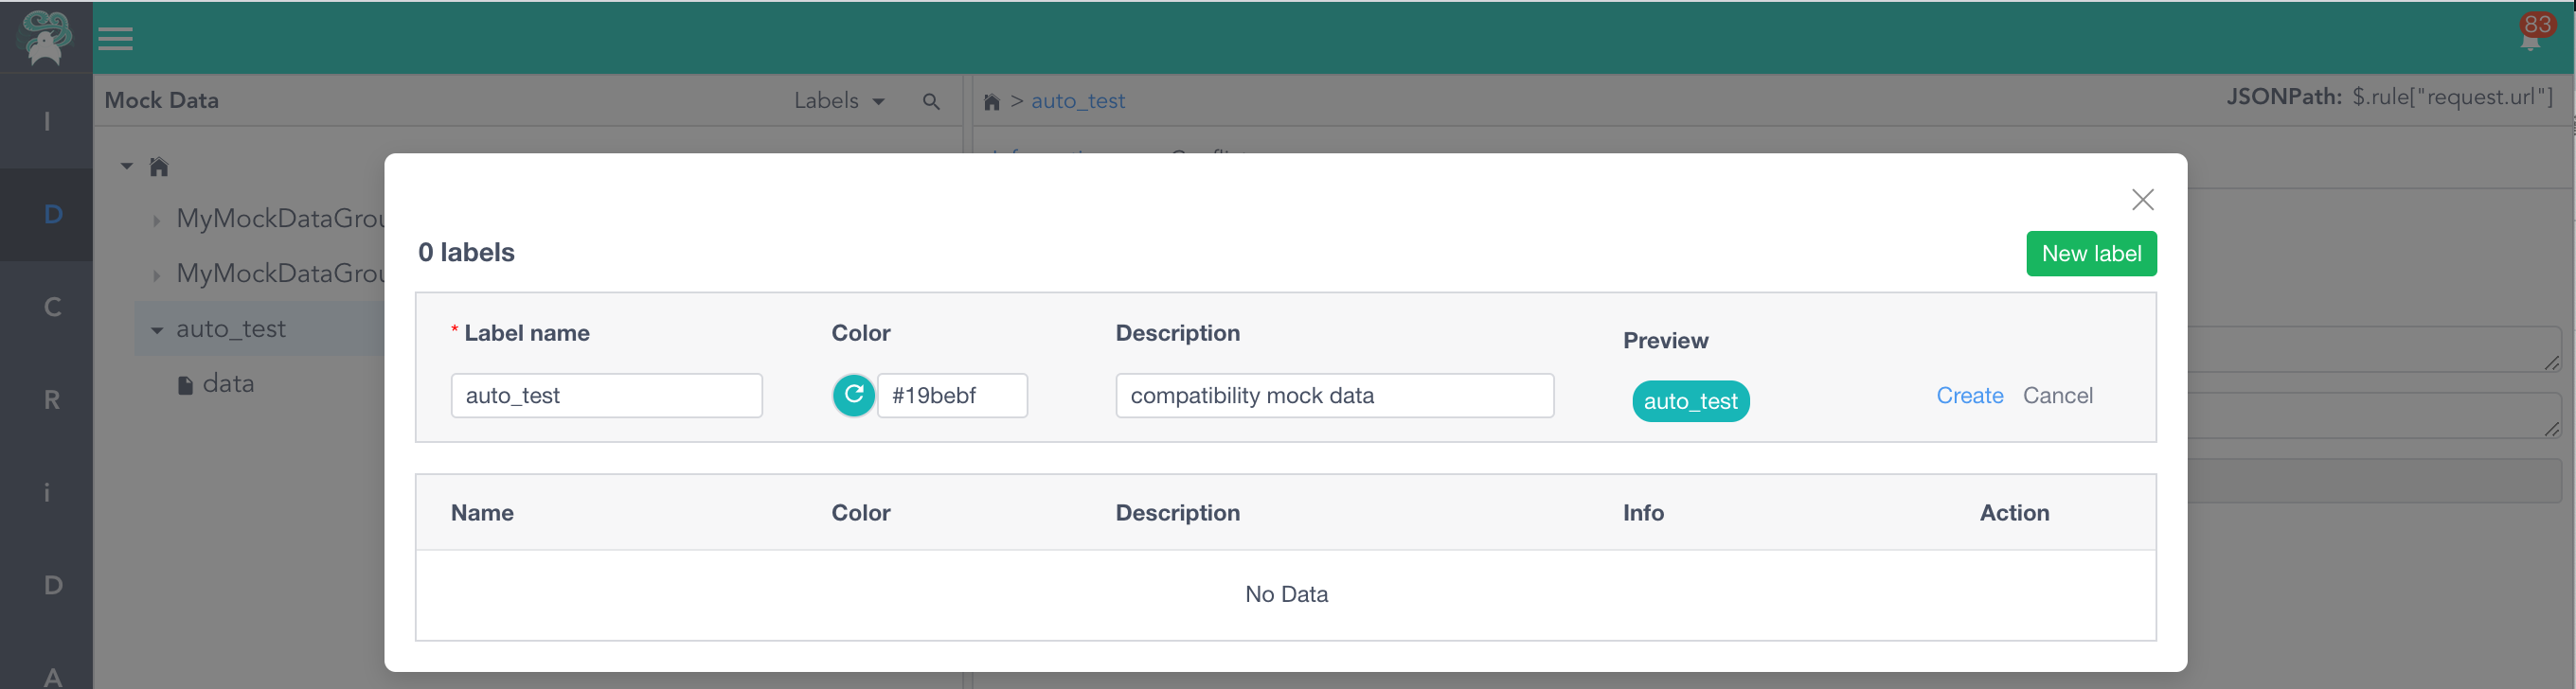 83
Mock Data
Labels
> auto_test
JSONPath: $.rule["request.url"]
I
D
C
R
i
D
A
MyMockDataGrou
MyMockDataGrou
auto_test
data
0 labels
New label
* Label name
Color
Description
Preview
auto_test
#19bebf
compatibility mock data
auto_test
Create
Cancel
Name
Color
Description
Info
Action
No Data